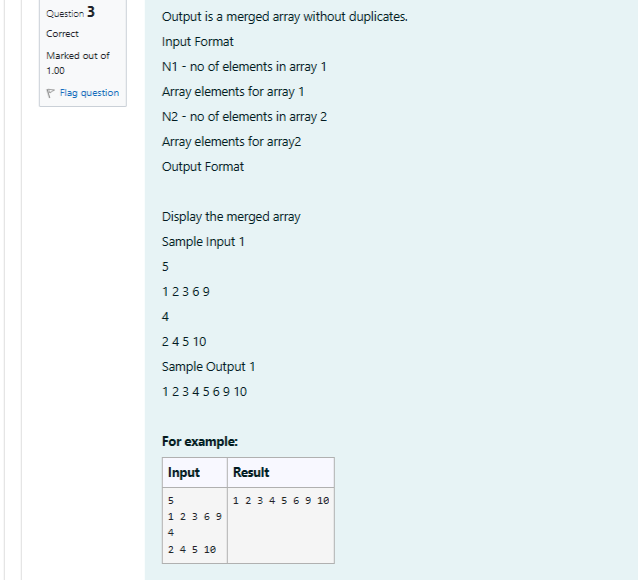 Question 3
Correct
Marked out of
1.00
Flag question
Output is a merged array without duplicates.
Input Format
N1 - no of elements in array 1
Array elements for array 1
N2 - no of elements in array 2
Array elements for array2
Output Format
Display the merged array
Sample Input 1
5
1 2 3 6 9
4
2 4 5 10
Sample Output 1
1 2 3 4 5 6 9 10
For example:
Input Result
5 1 2 3 4 5 6 9 10
1 2 3 6 9
4
2 4 5 10